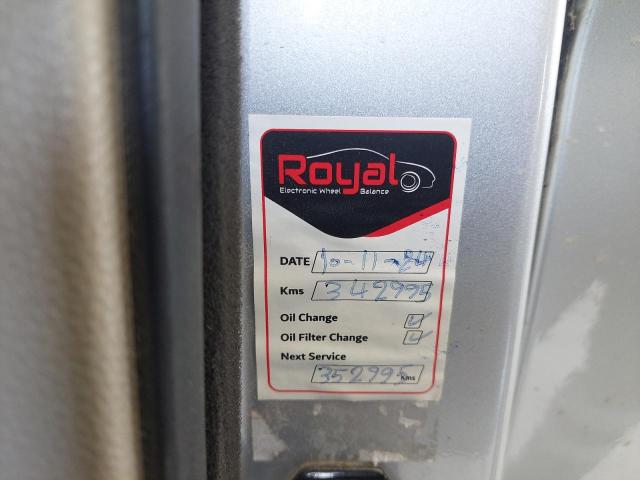 Royal
Electronic Wheel Balance
DATE 10-11-24
Kms 342995
Oil Change ✓
Oil Filter Change ✓
Next Service
352995 Kms